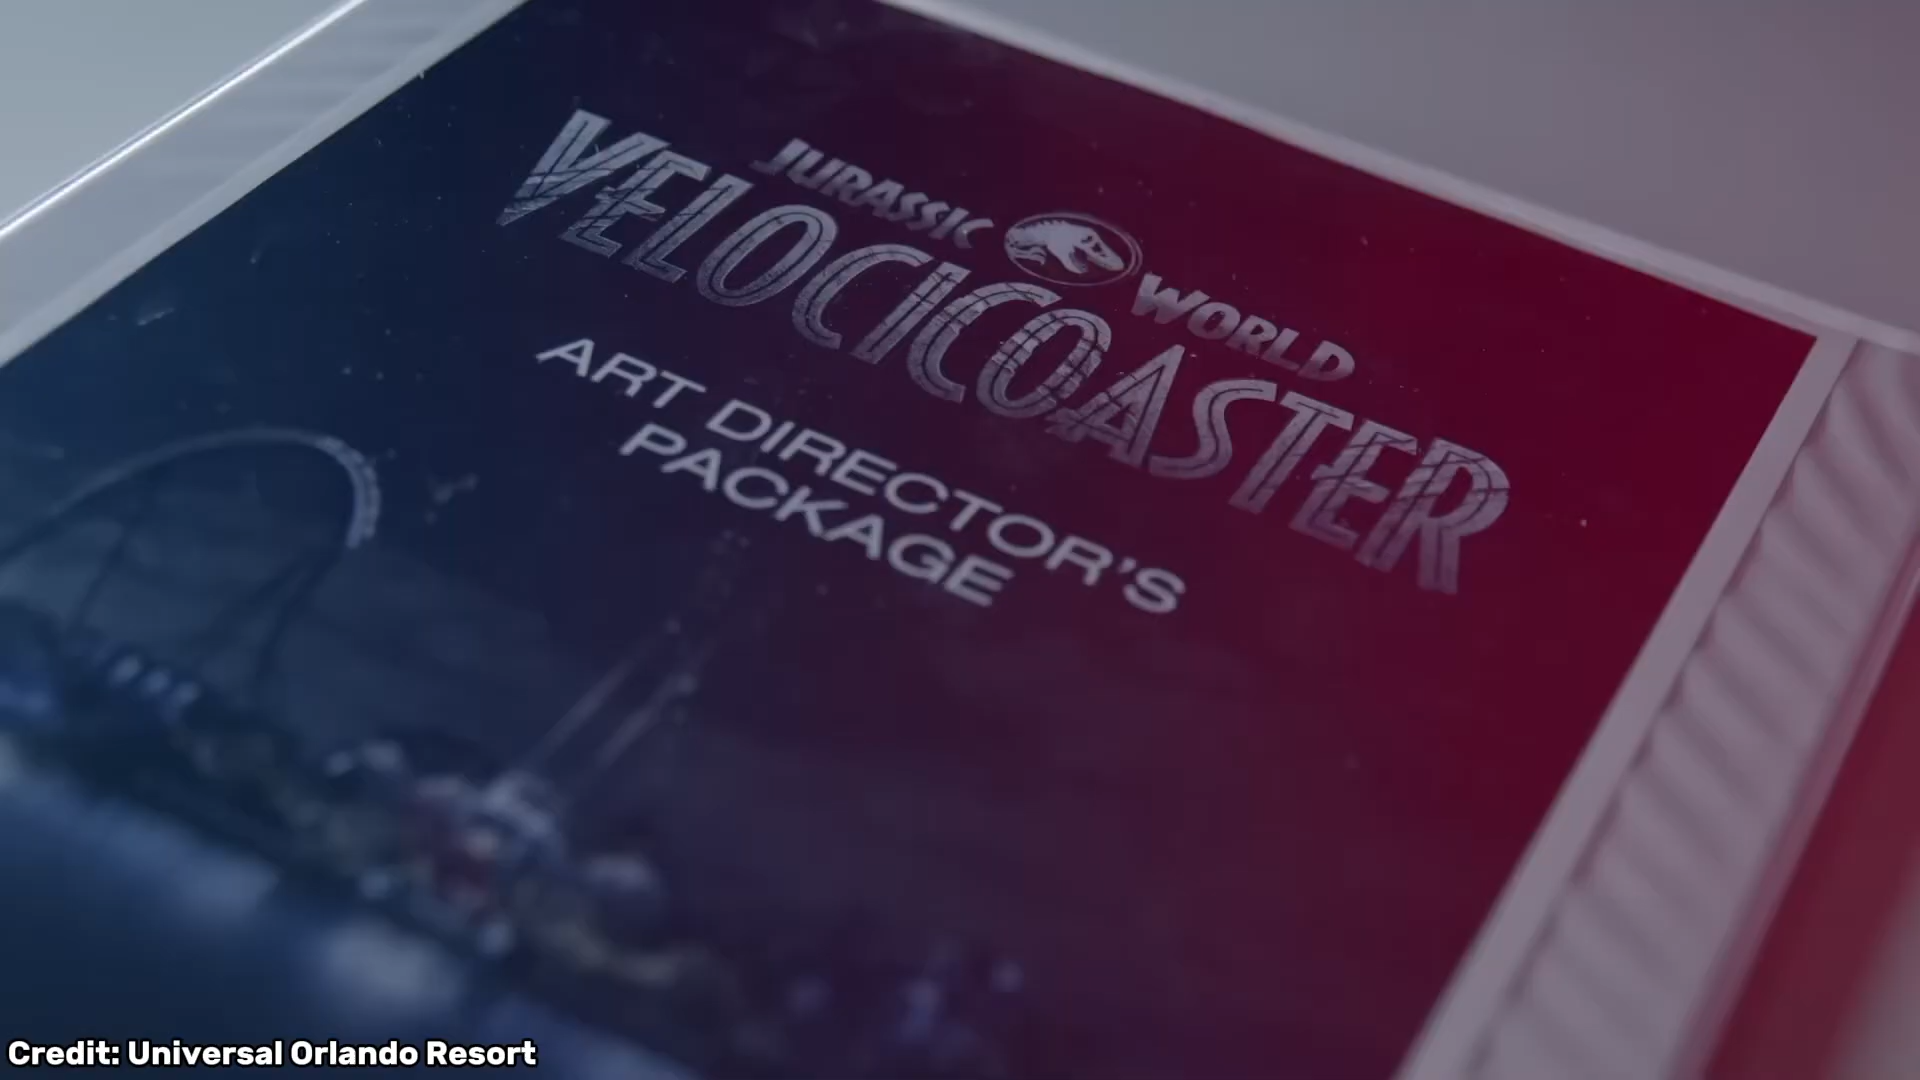 JURASSIC WORLD
VELOCICOASTER
ART DIRECTOR'S
PACKAGE
Credit: Universal Orlando Resort